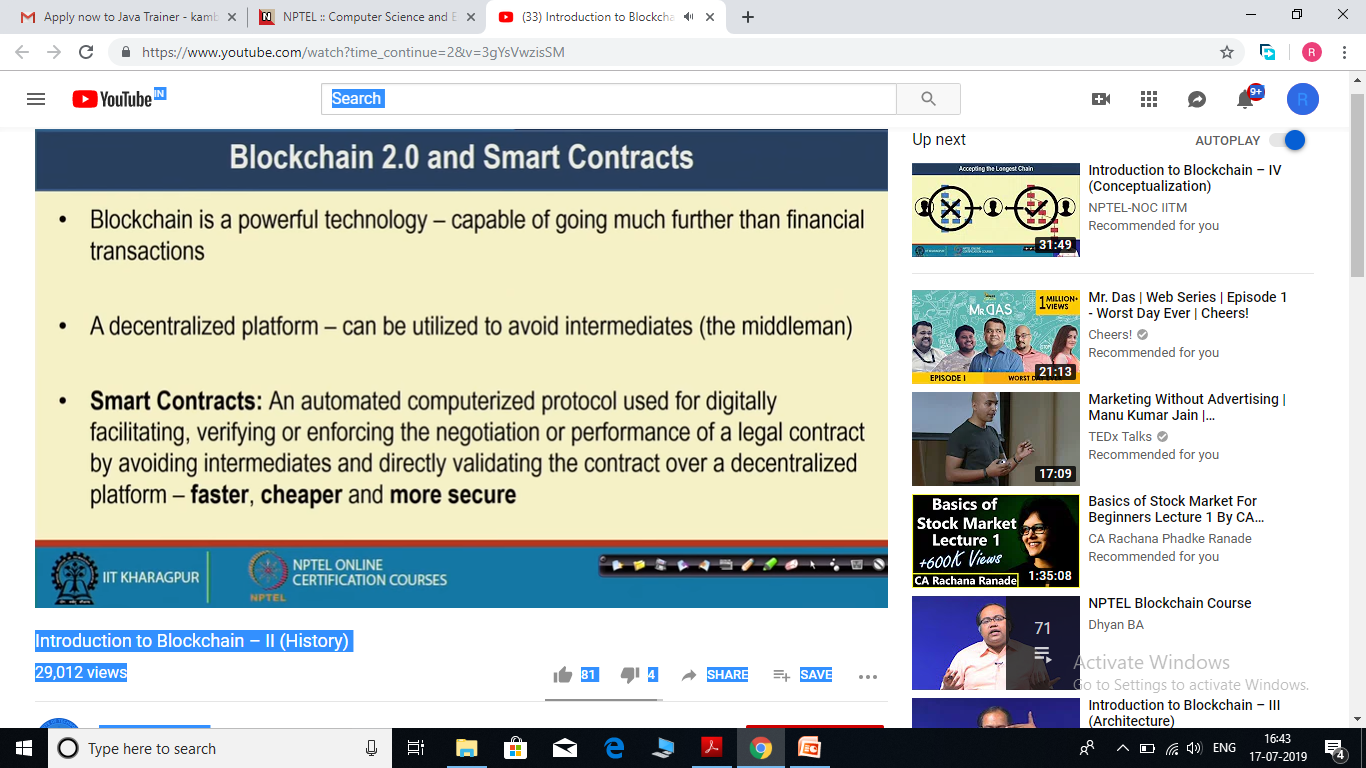 Apply now to Java Trainer - kamb
NPTEL :: Computer Science and E
(33) Introduction to Blockcha
https://www.youtube.com/watch?time_continue=2&v=3gYsVwzisSM
R
YouTube IN
Search
9+
R
Blockchain 2.0 and Smart Contracts
• Blockchain is a powerful technology – capable of going much further than financial
transactions
• A decentralized platform – can be utilized to avoid intermediates (the middleman)
• Smart Contracts: An automated computerized protocol used for digitally
facilitating, verifying or enforcing the negotiation or performance of a legal contract
by avoiding intermediates and directly validating the contract over a decentralized
platform – faster, cheaper and more secure
IIT KHARAGPUR
NPTEL
NPTEL ONLINE
CERTIFICATION COURSES
Introduction to Blockchain – II (History)
29,012 views
81
4
SHARE
SAVE
Up next
AUTOPLAY
Accepting the Longest Chain
31:49
Introduction to Blockchain – IV
(Conceptualization)
NPTEL-NOC IITM
Recommended for you
MR.DAS
1 MILLION+
VIEWS
EPISODE I
WORST DAY
21:13
Mr. Das | Web Series | Episode 1
- Worst Day Ever | Cheers!
Cheers!
Recommended for you
17:09
Marketing Without Advertising |
Manu Kumar Jain |...
TEDx Talks
Recommended for you
Basics of
Stock Market
Lecture 1
+600K Views
CA Rachana Ranade
1:35:08
Basics of Stock Market For
Beginners Lecture 1 By CA...
CA Rachana Phadke Ranade
Recommended for you
71
NPTEL Blockchain Course
Dhyan BA
Activate Windows
Go to Settings to activate Windows.
Introduction to Blockchain – III
(Architecture)
Type here to search
ENG
16:43
17-07-2019
4